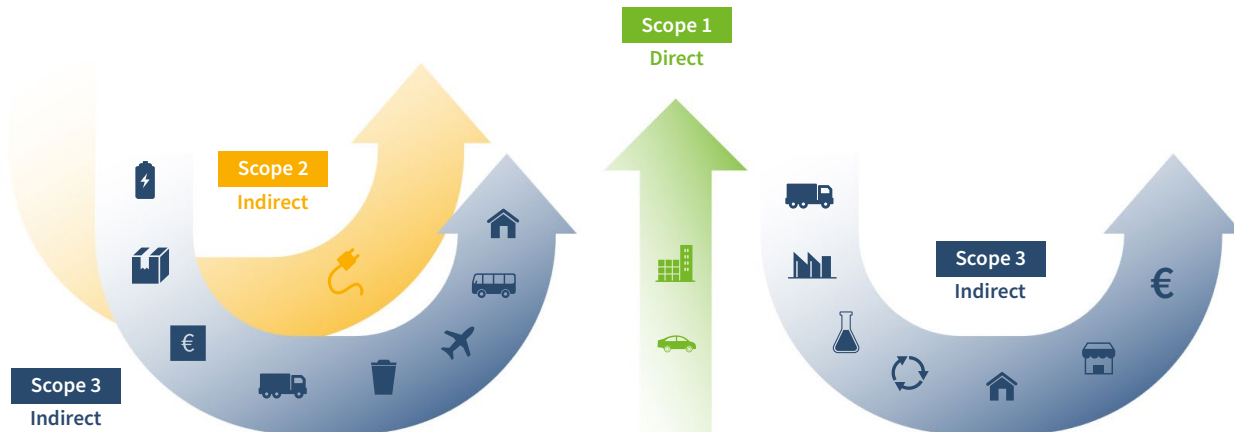 Scope 1
Direct
Scope 2
Indirect
€
Scope 3
Indirect
Scope 3
Indirect
€